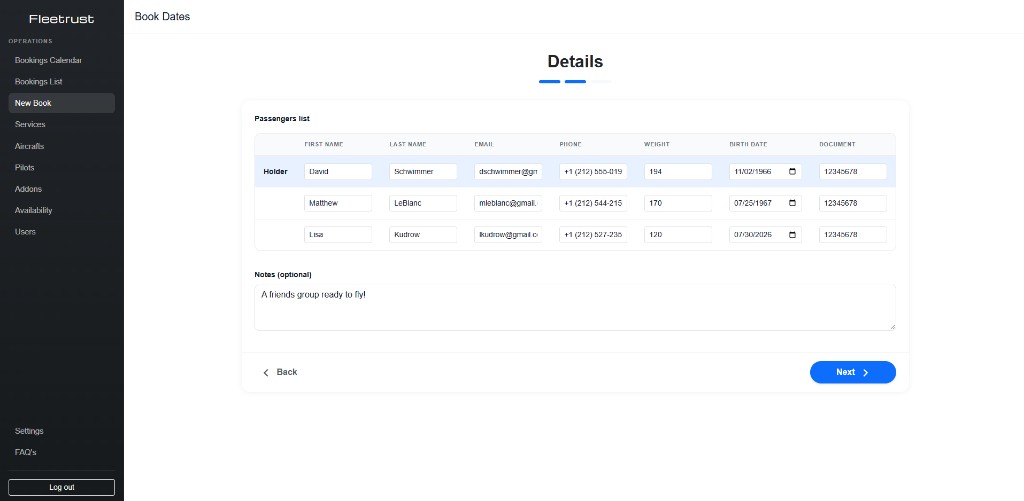 Fleetrust
Book Dates
OPERATIONS
Bookings Calendar
Bookings List
New Book
Services
Aircrafts
Pilots
Addons
Availability
Users
Settings
FAQ's
Log out
Details
Passengers list
FIRST NAME LAST NAME EMAIL PHONE WEIGHT BIRTH DATE DOCUMENT
Holder David Schwimmer dschwimmer@gm +1 (212) 555-019 194 11/02/1966 12345678
Matthew LeBlanc mleblanc@gmail. +1 (212) 544-215 170 07/25/1967 12345678
Lisa Kudrow lkudrow@gmail.c +1 (212) 527-235 120 07/30/2026 12345678
Notes (optional)
A friends group ready to fly!
Back Next